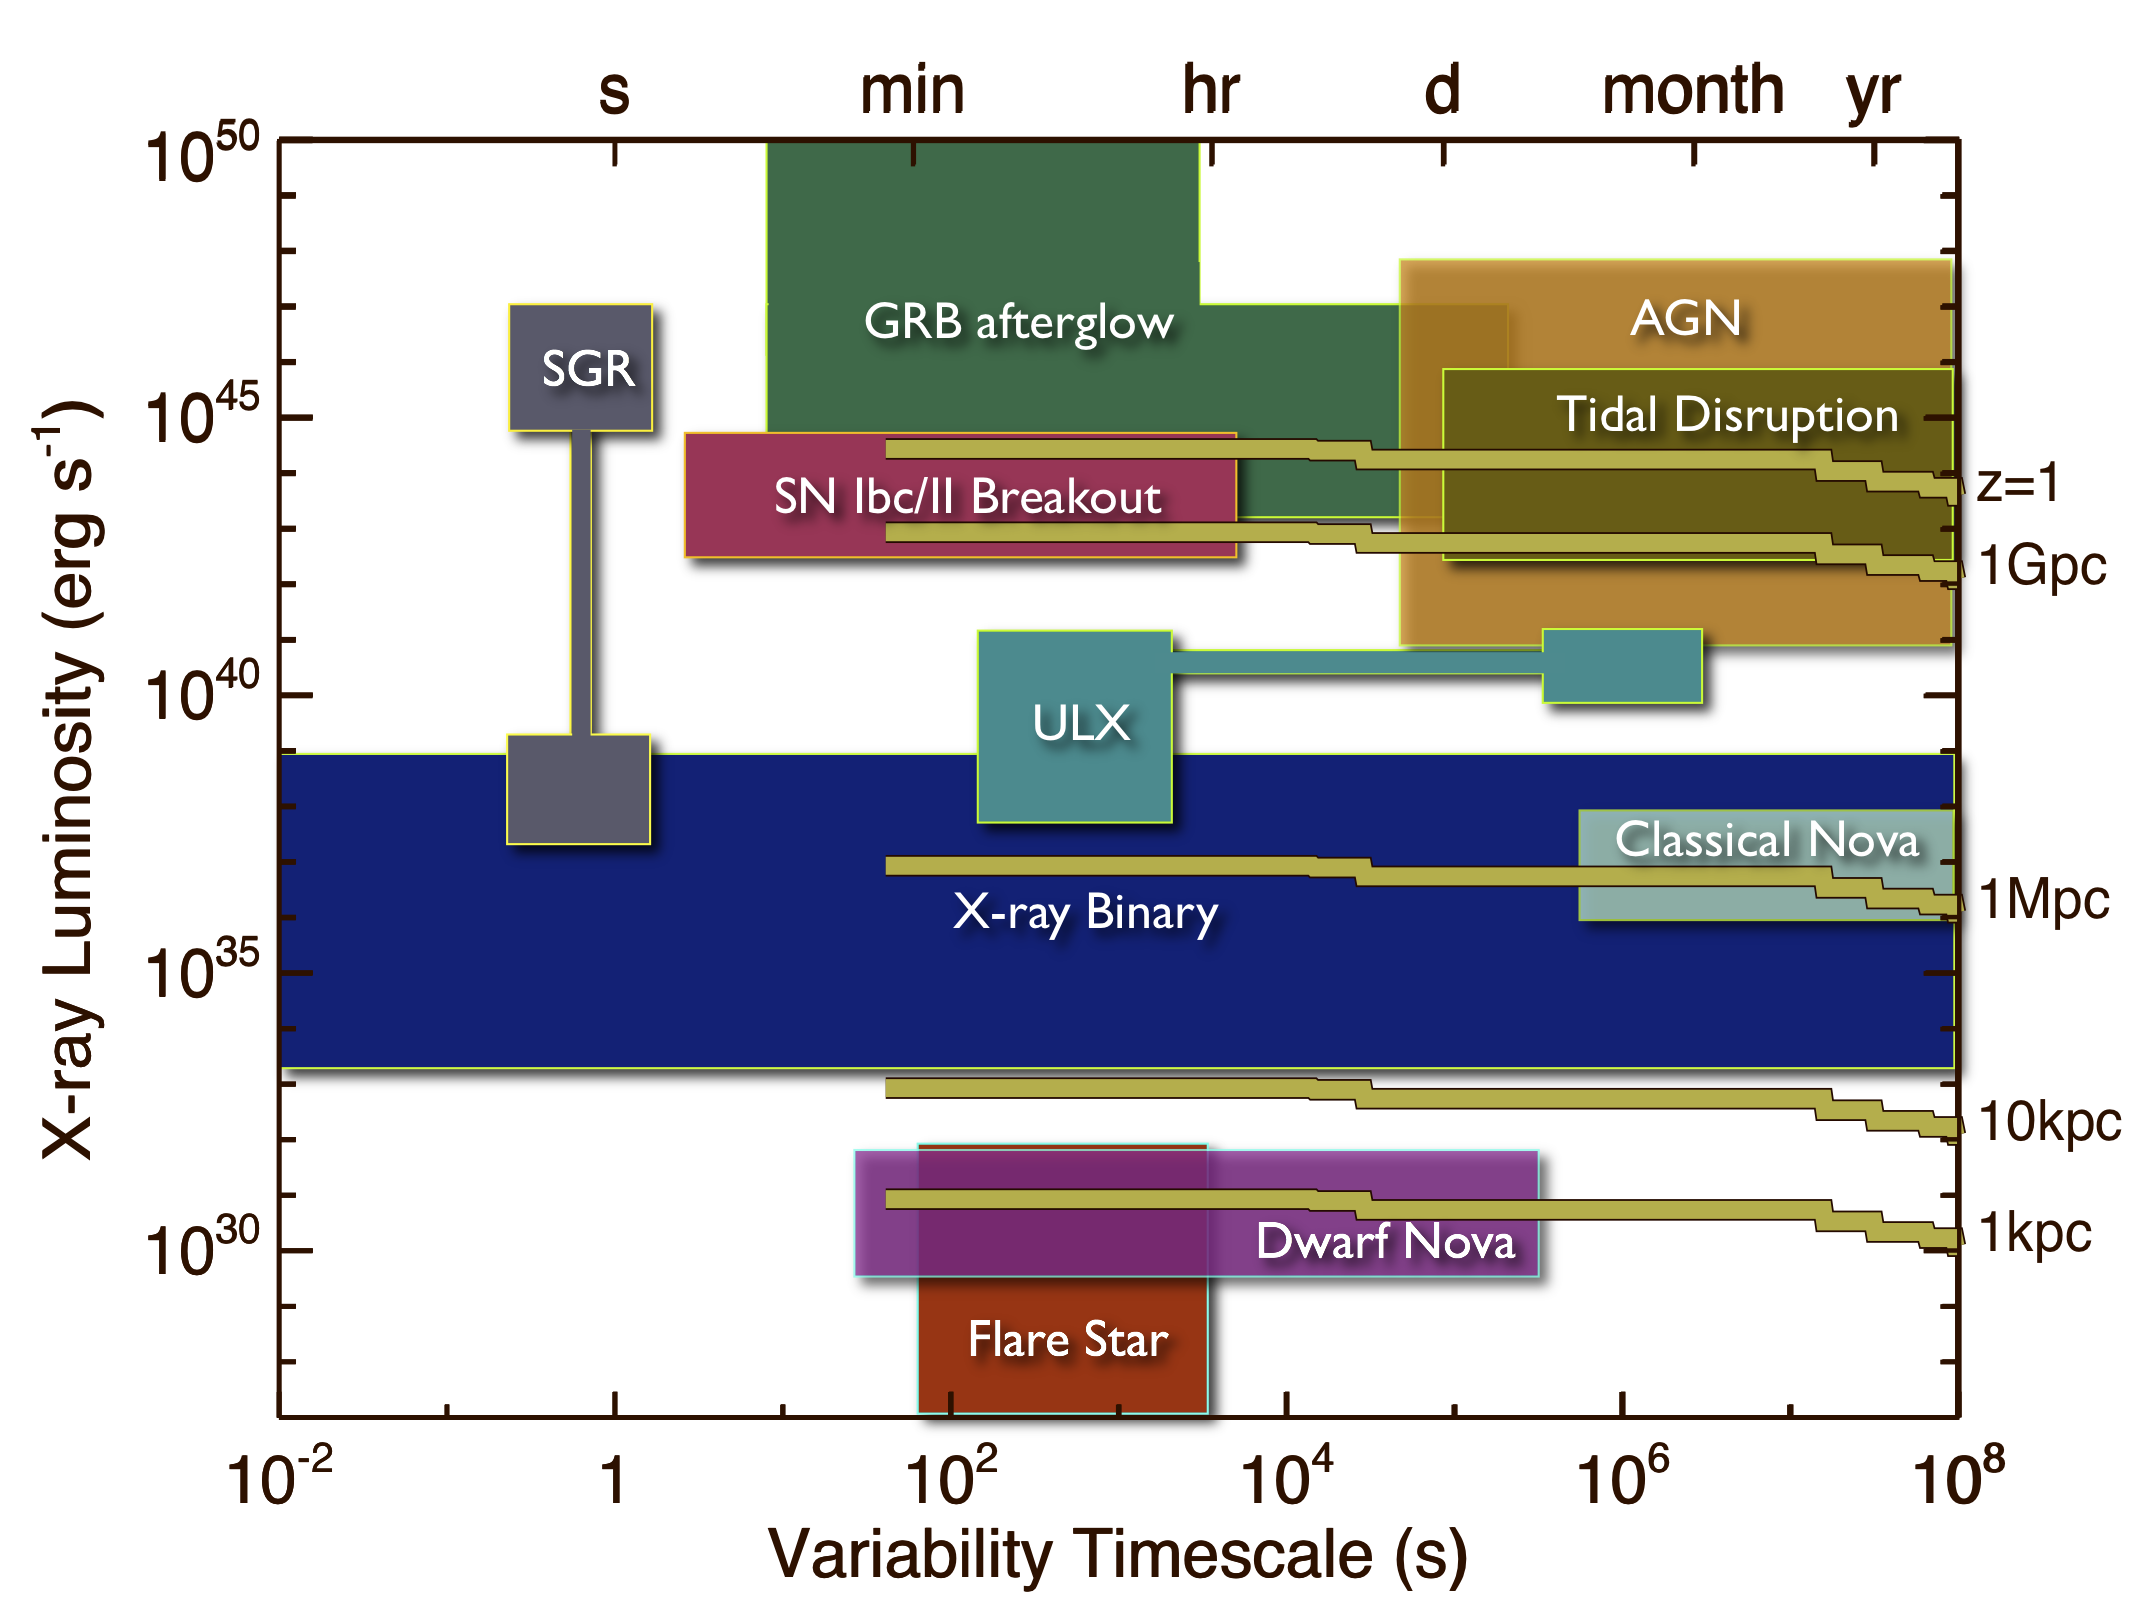 s min hr d month yr
10^50
10^45
10^40
10^35
10^30
X-ray Luminosity (erg s^-1)
GRB afterglow
AGN
SGR
Tidal Disruption
SN Ibc/II Breakout
z=1
1Gpc
ULX
Classical Nova
1Mpc
X-ray Binary
10kpc
1kpc
Dwarf Nova
Flare Star
10^-2 1 10^2 10^4 10^6 10^8
Variability Timescale (s)